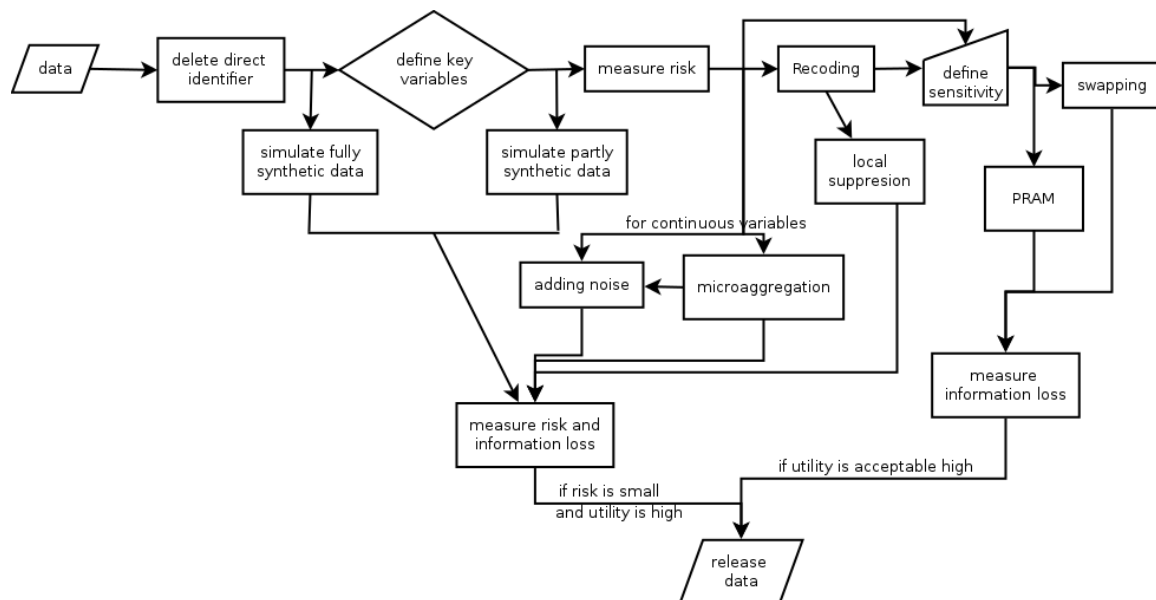 data
delete direct
identifier
define key
variables
measure risk
Recoding
define
sensitivity
swapping
simulate fully
synthetic data
simulate partly
synthetic data
local
suppresion
PRAM
for continuous variables
adding noise
microaggregation
measure
information loss
measure risk and
information loss
if utility is acceptable high
if risk is small
and utility is high
release
data